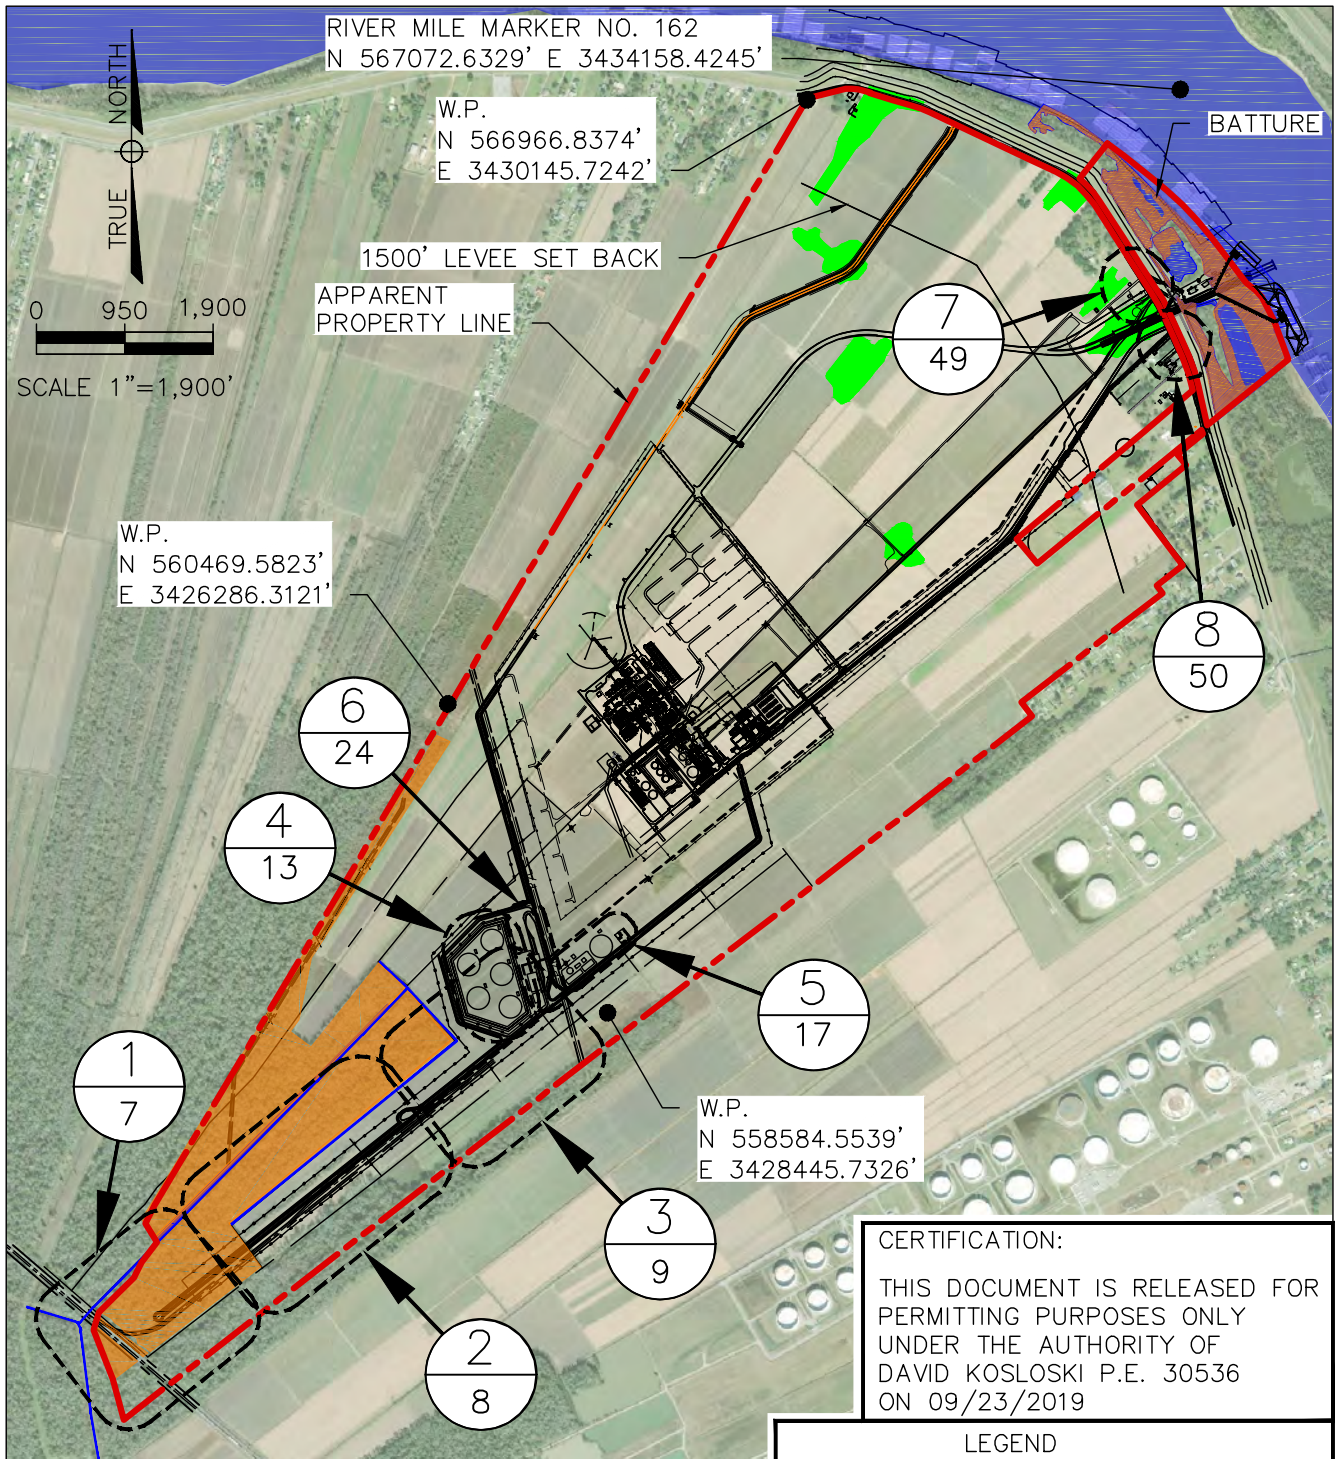 RIVER MILE MARKER NO. 162
N 567072.6329' E 3434158.4245'
NORTH
TRUE
W.P.
N 566966.8374'
E 3430145.7242'
BATTURE
1500' LEVEE SET BACK
0 950 1,900
SCALE 1"=1,900'
APPARENT
PROPERTY LINE
7
49
W.P.
N 560469.5823'
E 3426286.3121'
8
50
6
24
4
13
5
17
1
7
W.P.
N 558584.5539'
E 3428445.7326'
3
9
2
8
CERTIFICATION:
THIS DOCUMENT IS RELEASED FOR
PERMITTING PURPOSES ONLY
UNDER THE AUTHORITY OF
DAVID KOSLOSKI P.E. 30536
ON 09/23/2019
LEGEND